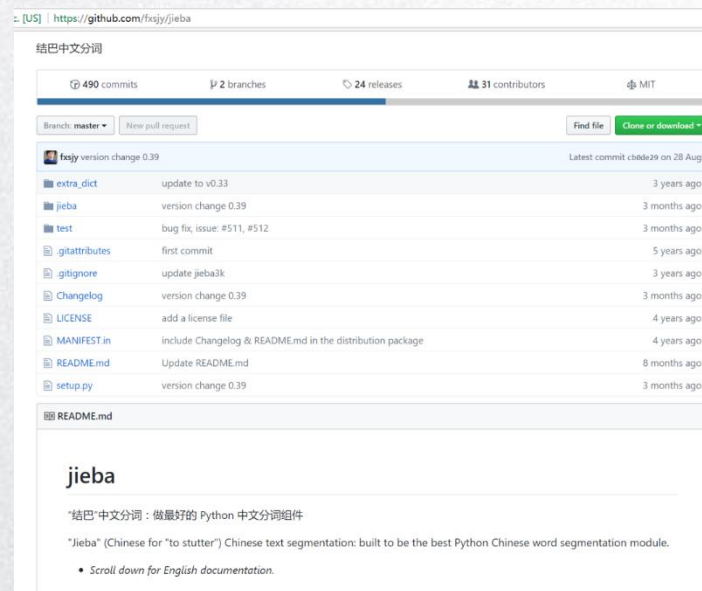 [US] https://github.com/fxsjy/jieba
结巴中文分词
490 commits 2 branches 24 releases 31 contributors MIT
Branch: master New pull request Find file Clone or download
fxsjy version change 0.39 Latest commit cb0de29 on 28 Aug
extra_dict update to v0.33 3 years ago
jieba version change 0.39 3 months ago
test bug fix, issue: #511, #512 3 months ago
.gitattributes first commit 5 years ago
.gitignore update jieba3k 3 years ago
Changelog version change 0.39 3 months ago
LICENSE add a license file 4 years ago
MANIFEST.in include Changelog & README.md in the distribution package 4 years ago
README.md Update README.md 8 months ago
setup.py version change 0.39 3 months ago
README.md
jieba
"结巴"中文分词：做最好的 Python 中文分词组件
"Jieba" (Chinese for "to stutter") Chinese text segmentation: built to be the best Python Chinese word segmentation module.
• Scroll down for English documentation.